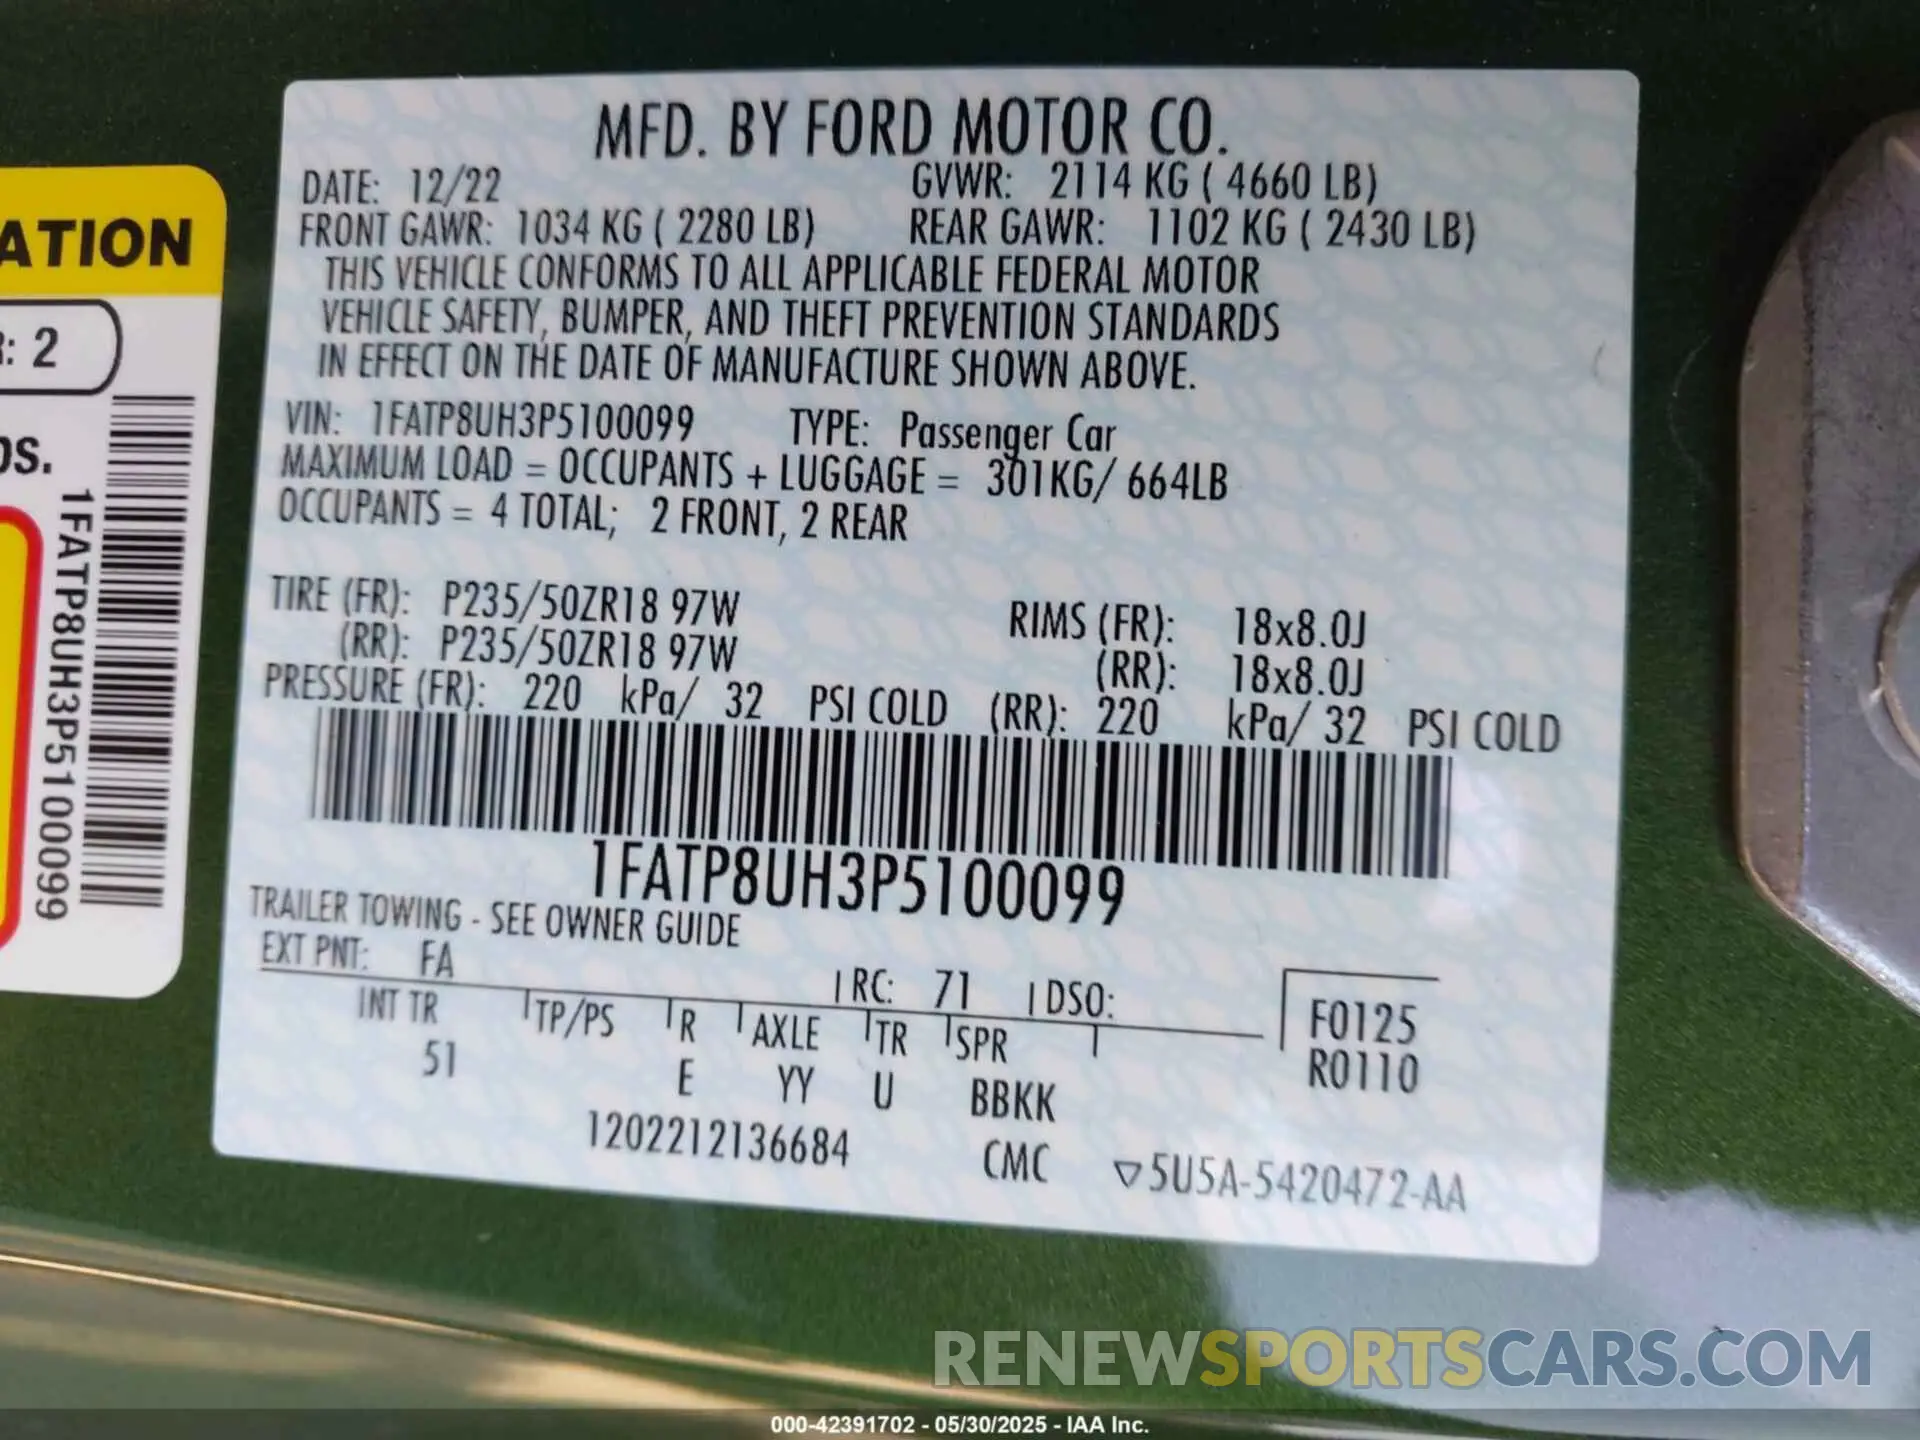 MFD. BY FORD MOTOR CO.
DATE: 12/22 GVWR: 2114 KG ( 4660 LB)
FRONT GAWR: 1034 KG ( 2280 LB) REAR GAWR: 1102 KG ( 2430 LB)
THIS VEHICLE CONFORMS TO ALL APPLICABLE FEDERAL MOTOR
VEHICLE SAFETY, BUMPER, AND THEFT PREVENTION STANDARDS
IN EFFECT ON THE DATE OF MANUFACTURE SHOWN ABOVE.
VIN: 1FATP8UH3P5100099 TYPE: Passenger Car
MAXIMUM LOAD = OCCUPANTS + LUGGAGE = 301KG/ 664LB
OCCUPANTS = 4 TOTAL; 2 FRONT, 2 REAR
TIRE (FR): P235/50ZR18 97W RIMS (FR): 18x8.0J
(RR): P235/50ZR18 97W (RR): 18x8.0J
PRESSURE (FR): 220 kPa/ 32 PSI COLD (RR): 220 kPa/ 32 PSI COLD
1FATP8UH3P5100099
TRAILER TOWING - SEE OWNER GUIDE
EXT PNT: FA RC: 71 DSO:
INT TR TP/PS R AXLE TR SPR
51 E YY U BBKK
F0125
R0110
1202212136684 CMC ▽5U5A-5420472-AA
ATION
: 2
os.
1FATP8UH3P5100099
RENEWSPORTSCARS.COM
000-42391702 - 05/30/2025 - IAA Inc.